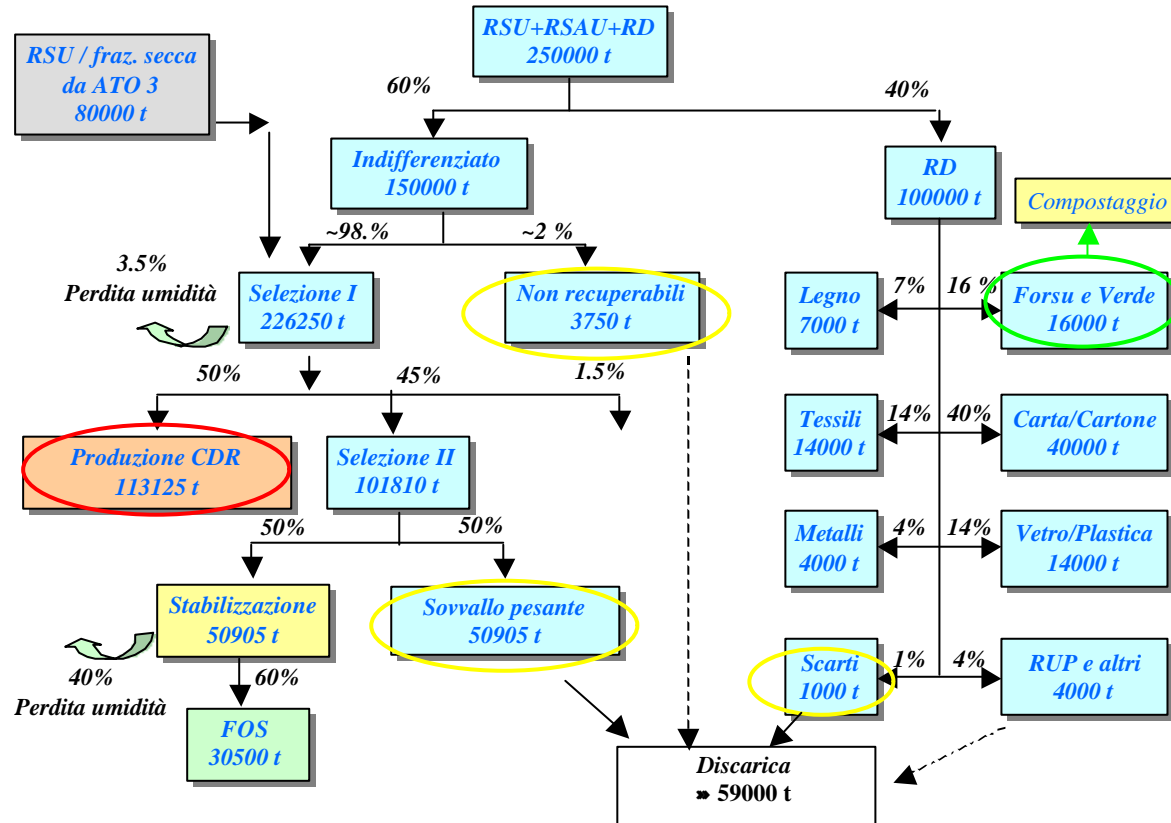 RSU+RSAU+RD
250000 t
RSU / fraz. secca
da ATO 3
80000 t
60%
40%
Indifferenziato
150000 t
RD
100000 t
Compostaggio
~98.%
~2 %
3.5%
Perdita umidità
Selezione I
226250 t
Non recuperabili
3750 t
Legno
7000 t
7%
16 %
Forsu e Verde
16000 t
50%
45%
1.5%
Produzione CDR
113125 t
Selezione II
101810 t
Tessili
14000 t
14%
40%
Carta/Cartone
40000 t
50%
50%
Metalli
4000 t
4%
14%
Vetro/Plastica
14000 t
Stabilizzazione
50905 t
Sovvallo pesante
50905 t
Scarti
1000 t
1%
4%
RUP e altri
4000 t
40%
Perdita umidità
60%
FOS
30500 t
Discarica
59000 t